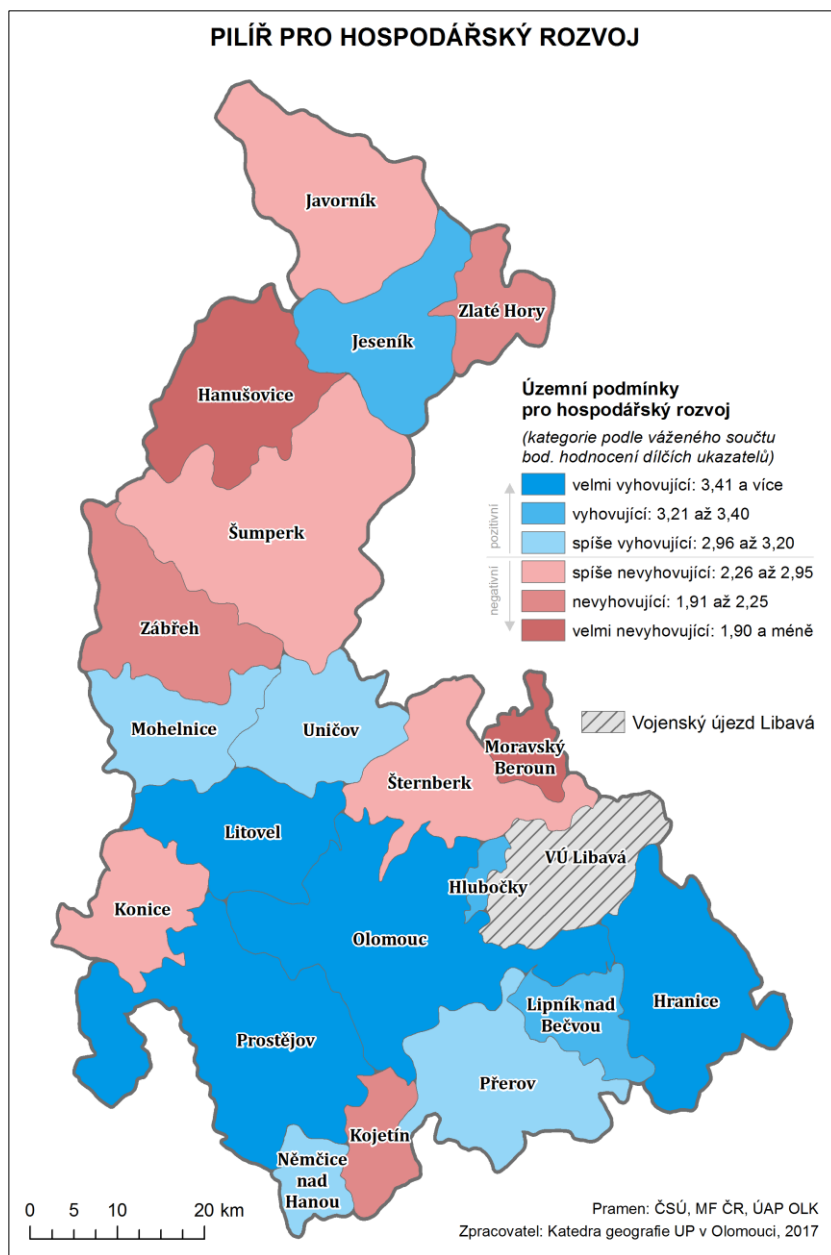 PILÍŘ PRO HOSPODÁŘSKÝ ROZVOJ
Javorník
Zlaté Hory
Jeseník
Hanušovice
Územní podmínky
pro hospodářský rozvoj
(kategorie podle váženého součtu
bod. hodnocení dílčích ukazatelů)
pozitivní
velmi vyhovující: 3,41 a více
vyhovující: 3,21 až 3,40
spíše vyhovující: 2,96 až 3,20
negativní
spíše nevyhovující: 2,26 až 2,95
nevyhovující: 1,91 až 2,25
velmi nevyhovující: 1,90 a méně
Šumperk
Zábřeh
Mohelnice
Uničov
Vojenský újezd Libavá
Moravský
Beroun
Šternberk
Litovel
VÚ Libavá
Hlubočky
Konice
Olomouc
Hranice
Lipník nad
Bečvou
Prostějov
Přerov
Kojetín
Němčice
nad
Hanou
0 5 10 20 km
Pramen: ČSÚ, MF ČR, ÚAP OLK
Zpracovatel: Katedra geografie UP v Olomouci, 2017